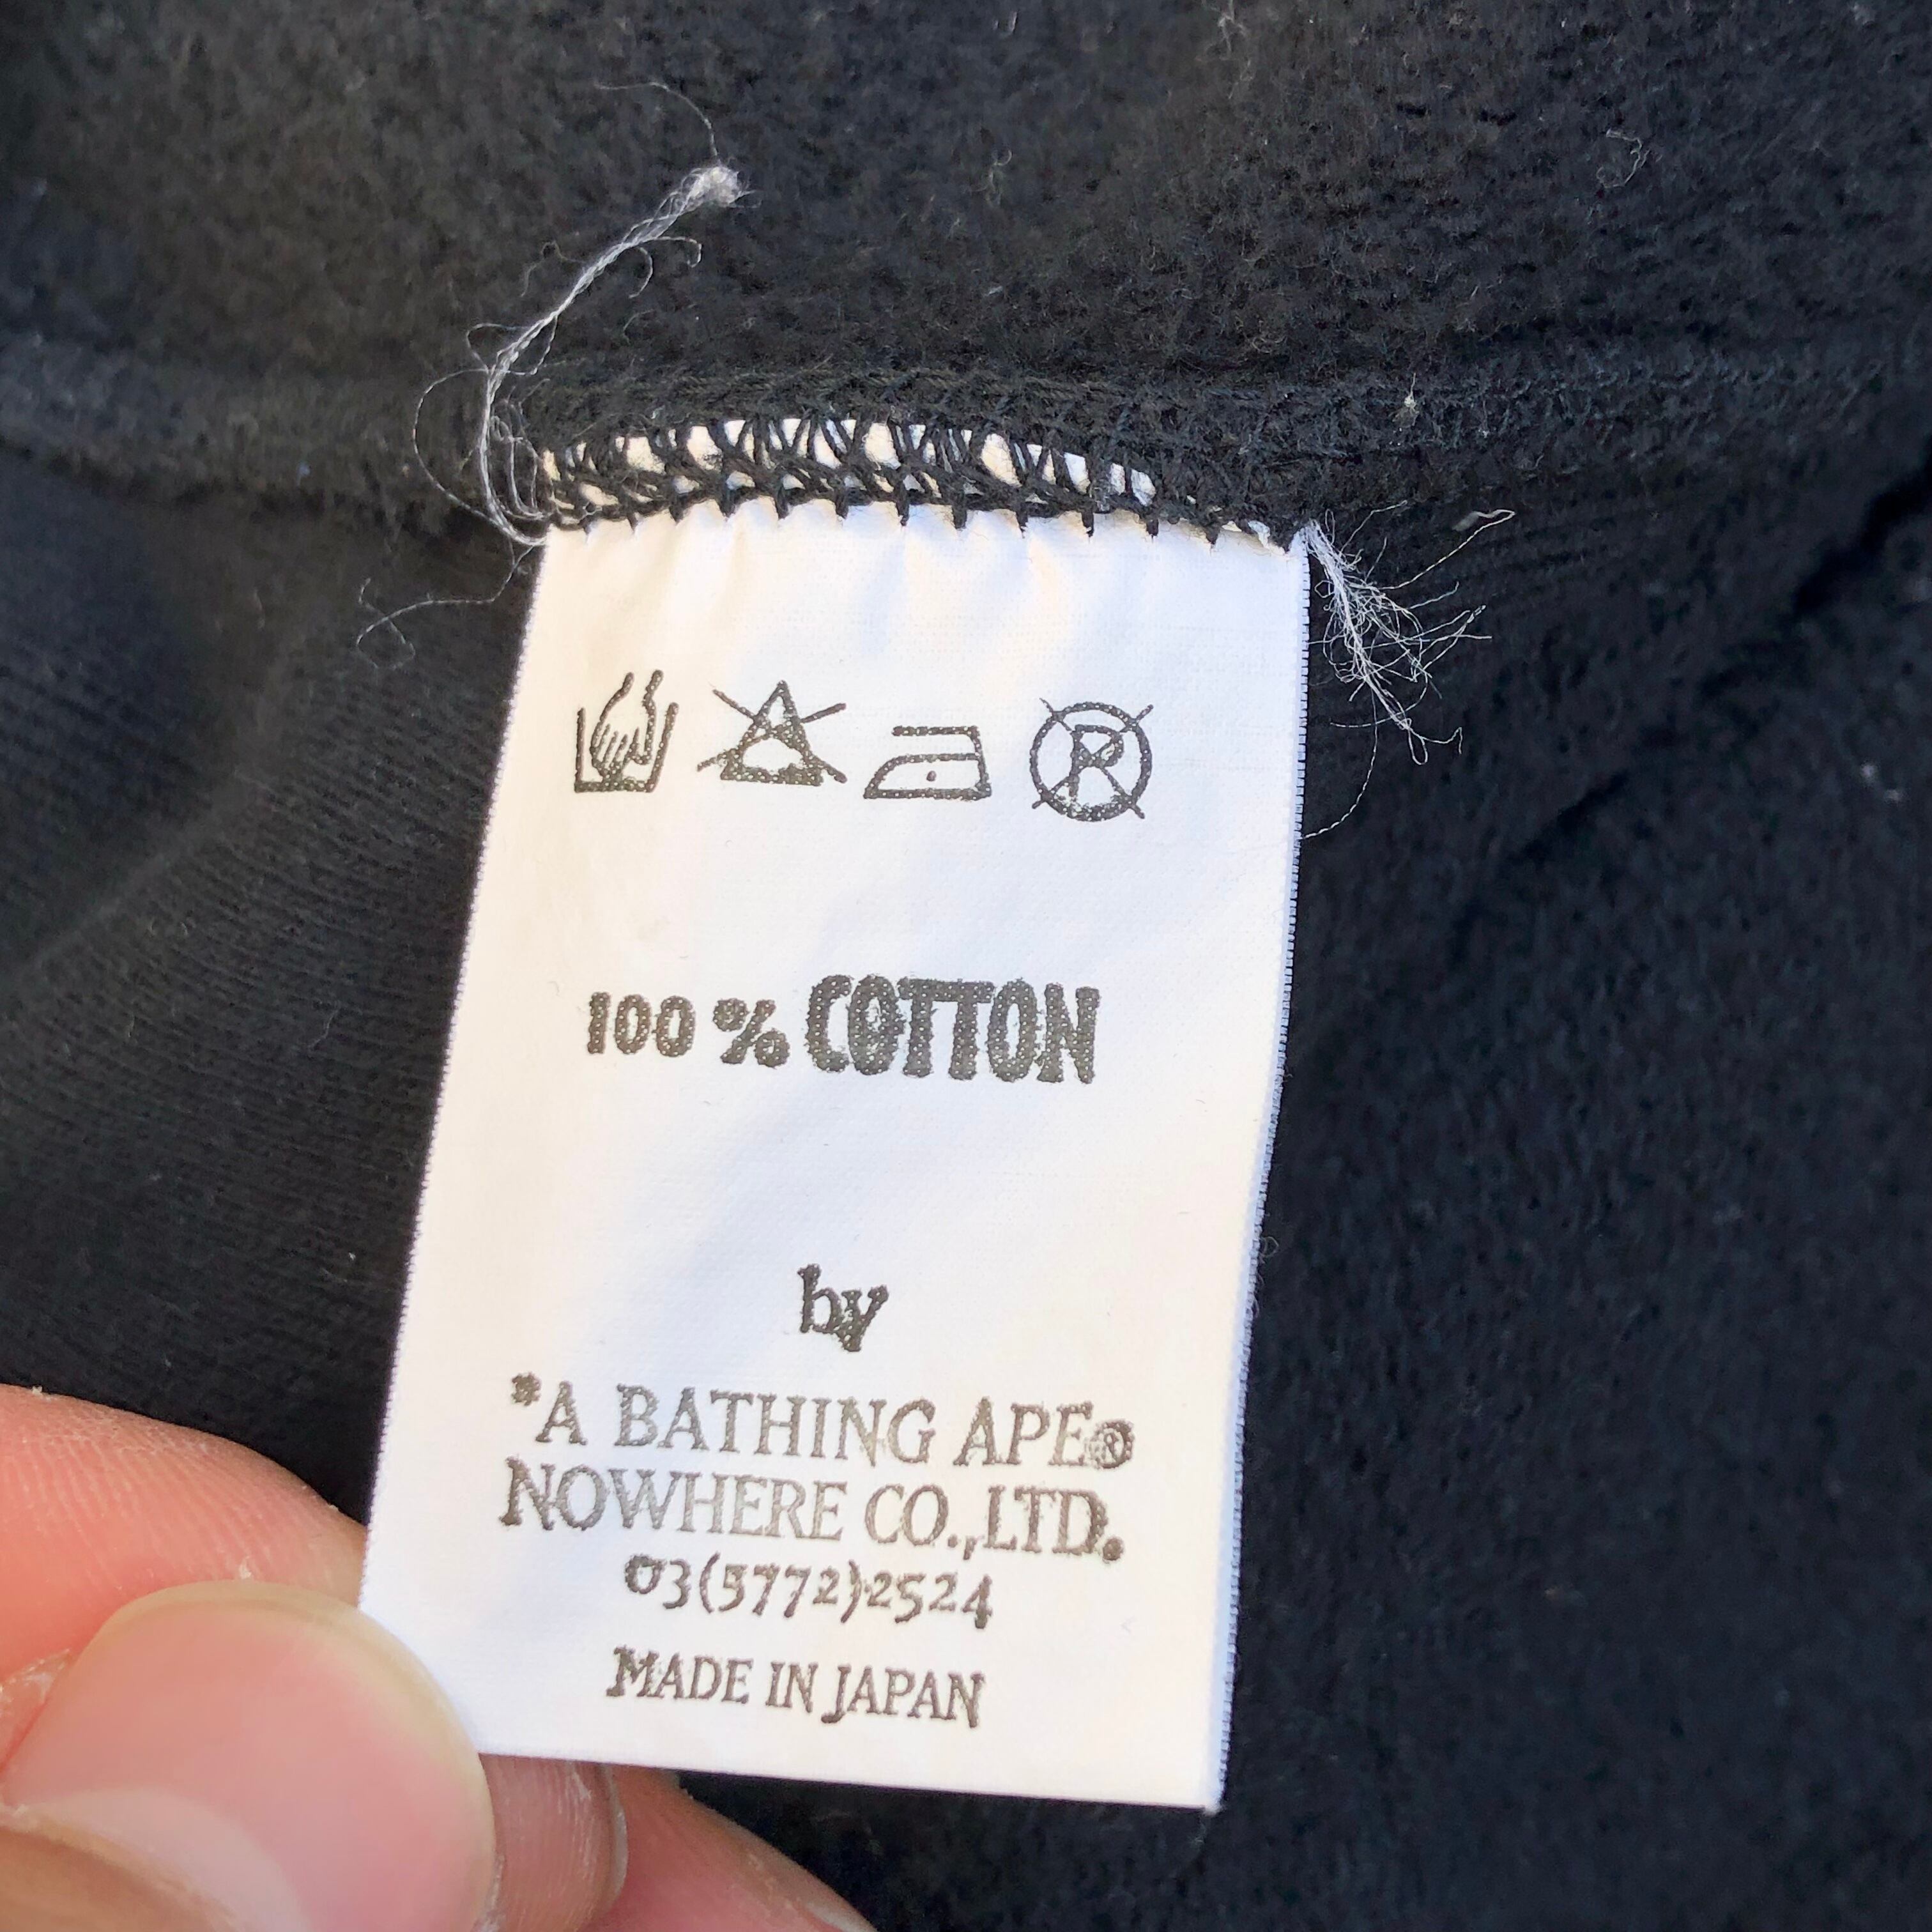 P
100% COTTON
by
*A BATHING APE®
NOWHERE CO.,LTD.
03(5772)2524
MADE IN JAPAN